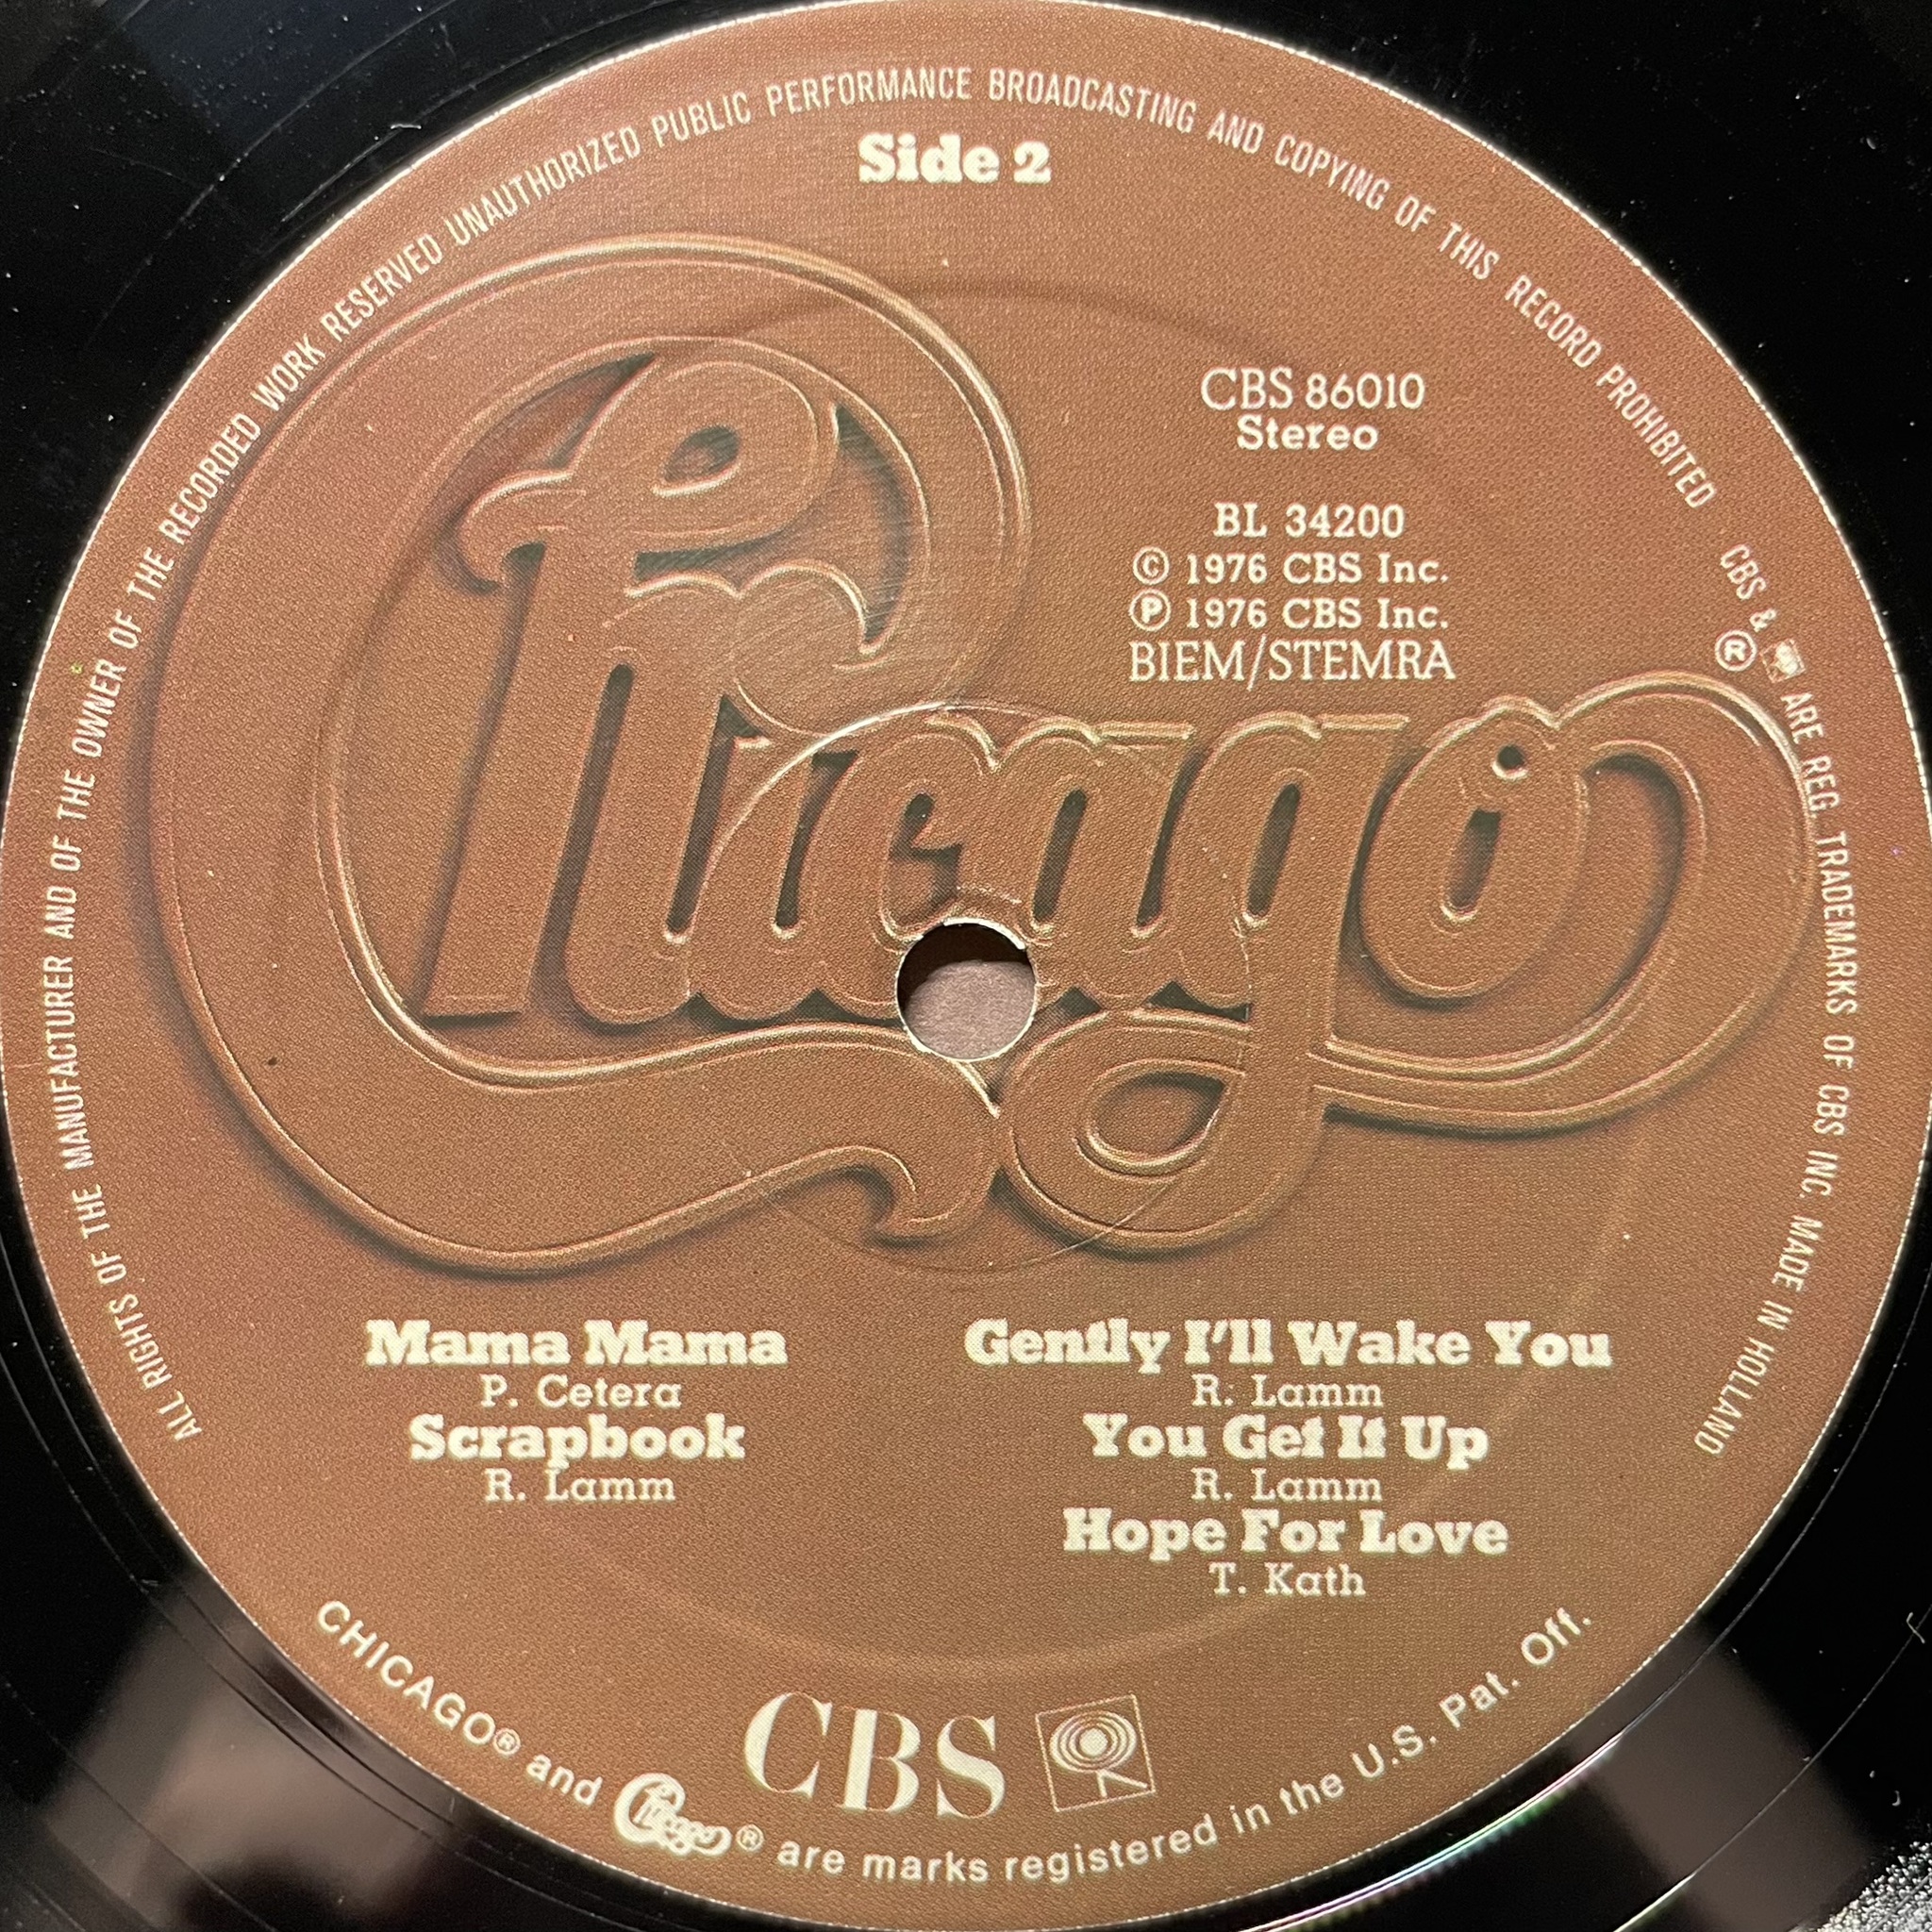 ALL RIGHTS OF THE MANUFACTURER AND OF THE OWNER OF THE RECORDED WORK RESERVED UNAUTHORIZED PUBLIC PERFORMANCE BROADCASTING AND COPYING OF THIS RECORD PROHIBITED
CBS & ® ARE REG. TRADEMARKS OF CBS INC. MADE IN HOLLAND
Side 2
Chicago
CBS 86010
Stereo
BL 34200
© 1976 CBS Inc.
℗ 1976 CBS Inc.
BIEM/STEMRA
Mama Mama
P. Cetera
Scrapbook
R. Lamm
Gently I'll Wake You
R. Lamm
You Get It Up
R. Lamm
Hope For Love
T. Kath
CBS
CHICAGO® and Chicago® are marks registered in the U.S. Pat. Off.